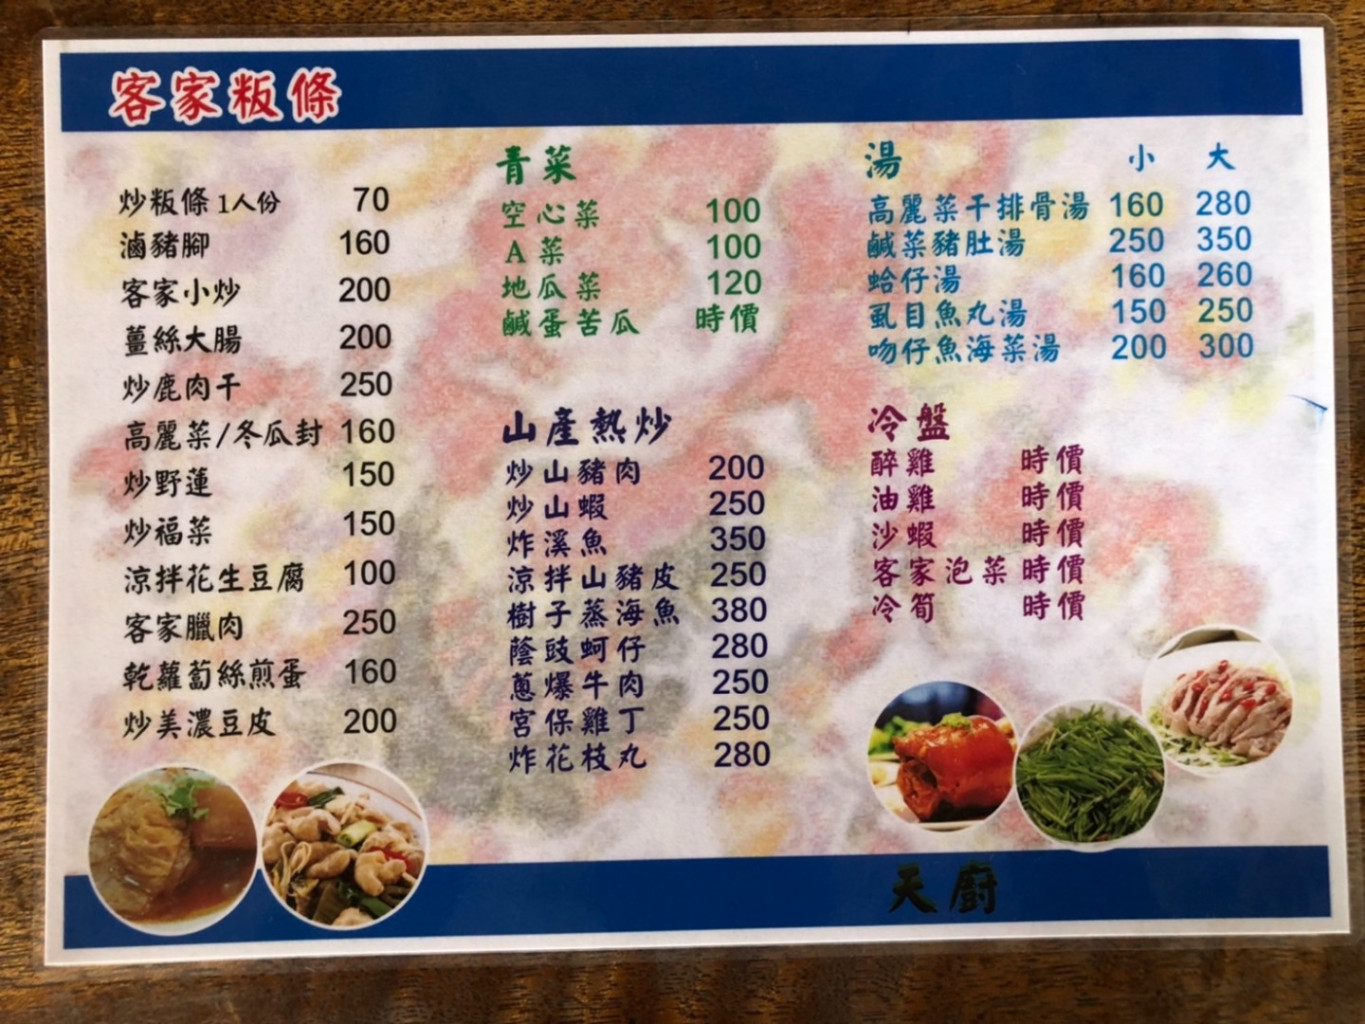 客家粄條
炒粄條 1人份 70
滷豬腳 160
客家小炒 200
薑絲大腸 200
炒鹿肉干 250
高麗菜/冬瓜封 160
炒野蓮 150
炒福菜 150
涼拌花生豆腐 100
客家臘肉 250
乾蘿蔔絲煎蛋 160
炒美濃豆皮 200
青菜
空心菜 100
A菜 100
地瓜菜 120
鹹蛋苦瓜 時價
山產熱炒
炒山豬肉 200
炒山蝦 250
炸溪魚 350
涼拌山豬皮 250
樹子蒸海魚 380
蔭豉蚵仔 280
蔥爆牛肉 250
宮保雞丁 250
炸花枝丸 280
湯 小 大
高麗菜干排骨湯 160 280
鹹菜豬肚湯 250 350
蛤仔湯 160 260
虱目魚丸湯 150 250
吻仔魚海菜湯 200 300
冷盤
醉雞 時價
油雞 時價
沙蝦 時價
客家泡菜 時價
冷筍 時價
天廚